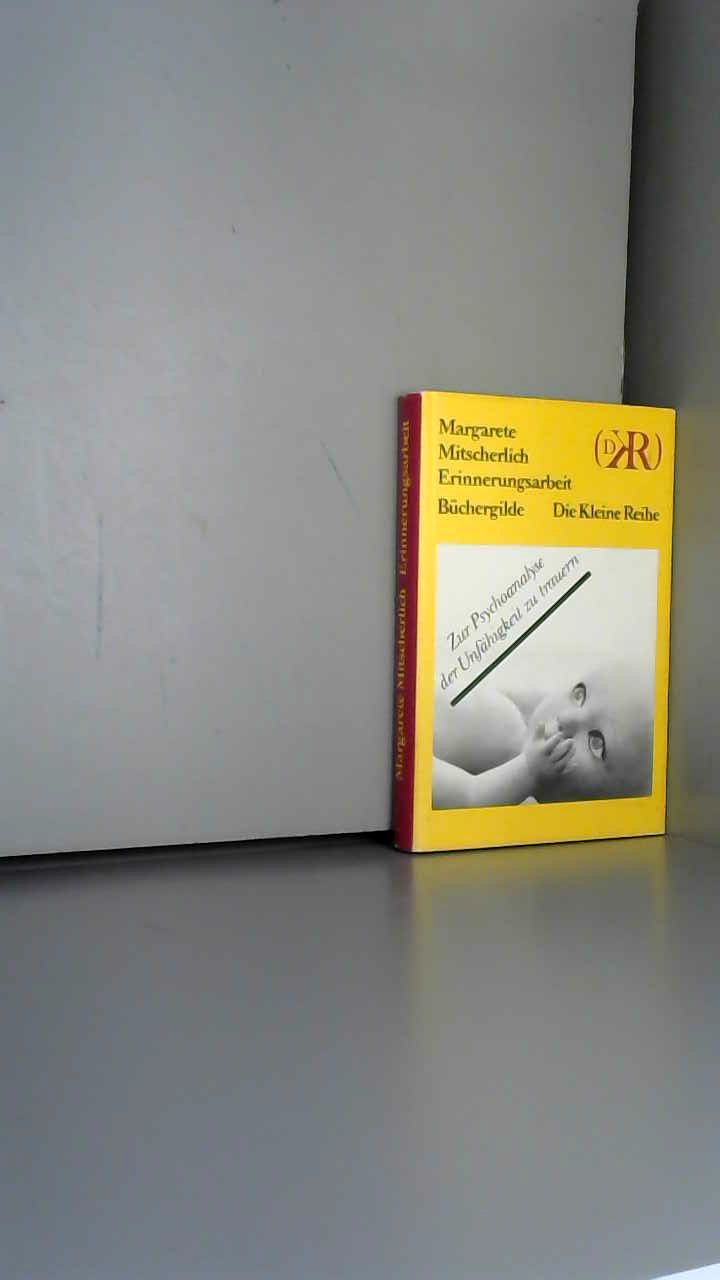 Margarete Mitscherlich Erinnerungsarbeit
Margarete
Mitscherlich
Erinnerungsarbeit
Büchergilde Die Kleine Reihe
(DKR)
Zur Psychoanalyse
der Unfähigkeit zu trauern